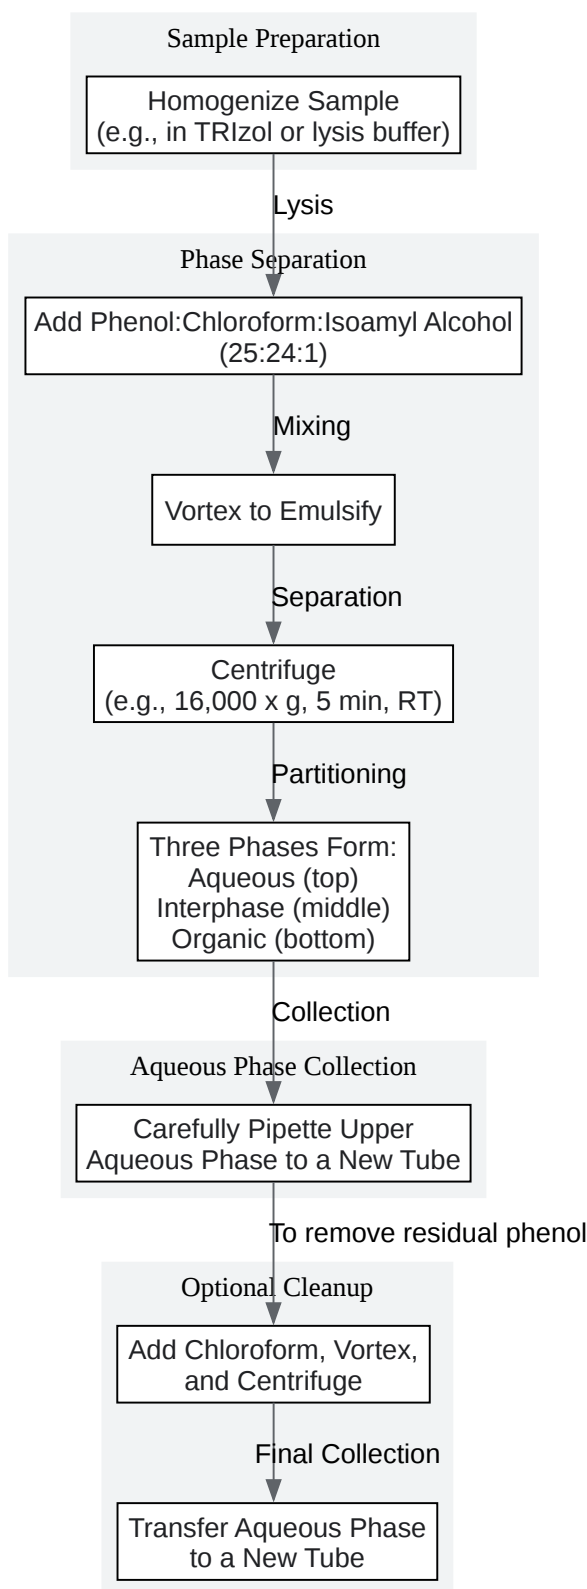 Sample Preparation
Homogenize Sample
(e.g., in TRIzol or lysis buffer)
Lysis
Phase Separation
Add Phenol:Chloroform:Isoamyl Alcohol
(25:24:1)
Mixing
Vortex to Emulsify
Separation
Centrifuge
(e.g., 16,000 x g, 5 min, RT)
Partitioning
Three Phases Form:
Aqueous (top)
Interphase (middle)
Organic (bottom)
Collection
Aqueous Phase Collection
Carefully Pipette Upper
Aqueous Phase to a New Tube
To remove residual phenol
Optional Cleanup
Add Chloroform, Vortex,
and Centrifuge
Final Collection
Transfer Aqueous Phase
to a New Tube